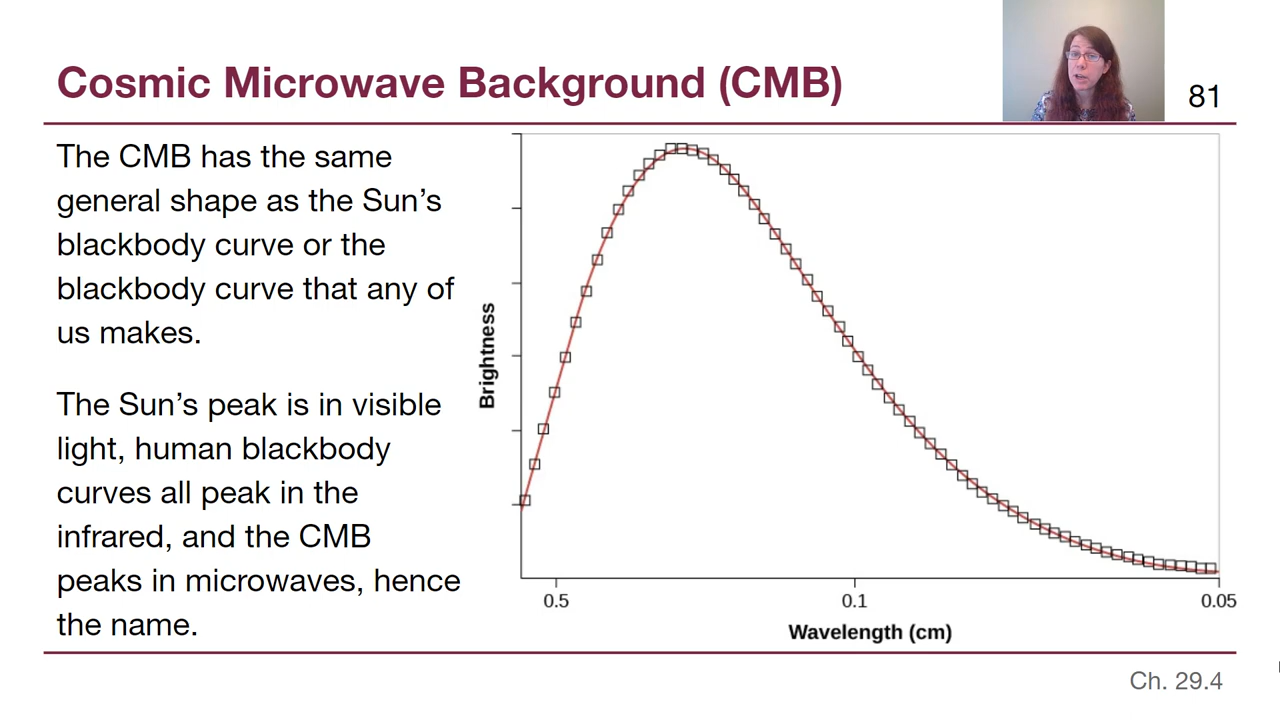 Cosmic Microwave Background (CMB)
81
The CMB has the same
general shape as the Sun’s
blackbody curve or the
blackbody curve that any of
us makes.
The Sun’s peak is in visible
light, human blackbody
curves all peak in the
infrared, and the CMB
peaks in microwaves, hence
the name.
Brightness
0.5
0.1
0.05
Wavelength (cm)
Ch. 29.4